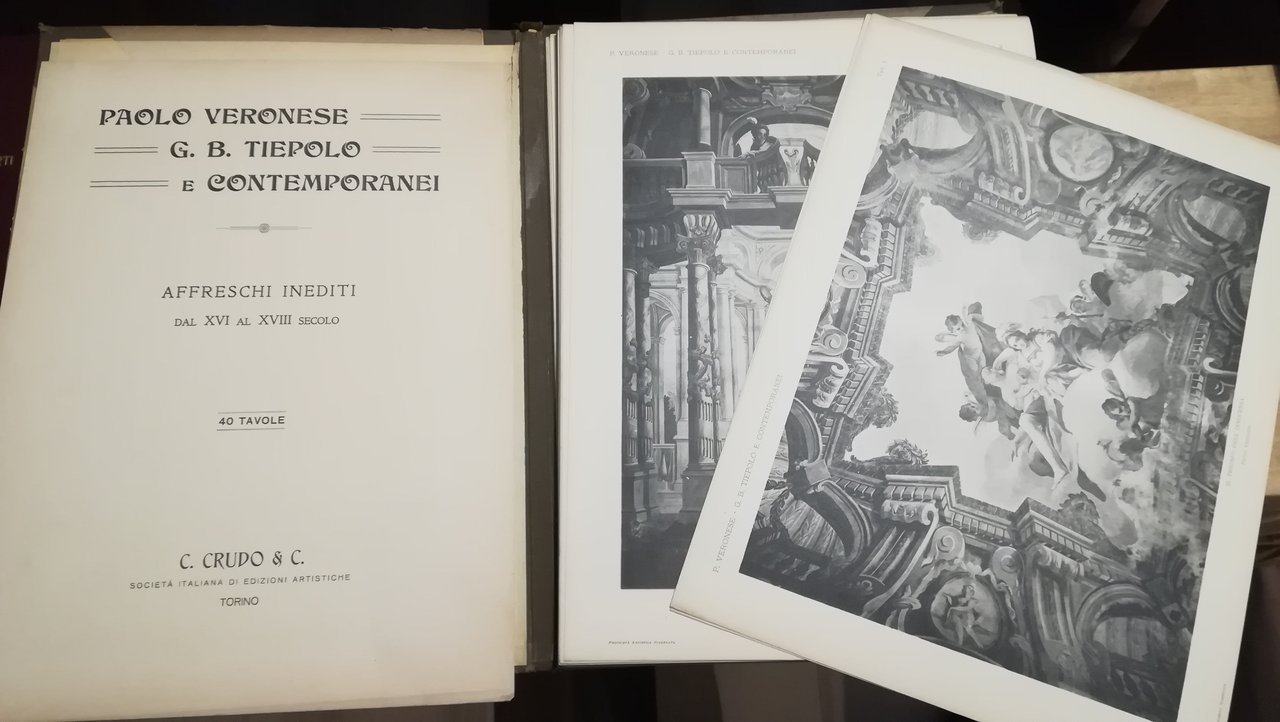 PAOLO VERONESE
G. B. TIEPOLO
E CONTEMPORANEI
AFFRESCHI INEDITI
DAL XVI AL XVIII SECOLO
40 TAVOLE
C. CRUDO & C.
SOCIETÀ ITALIANA DI EDIZIONI ARTISTICHE
TORINO
P. VERONESE - G. B. TIEPOLO E CONTEMPORANEI
P. VERONESE - G. B. TIEPOLO E CONTEMPORANEI